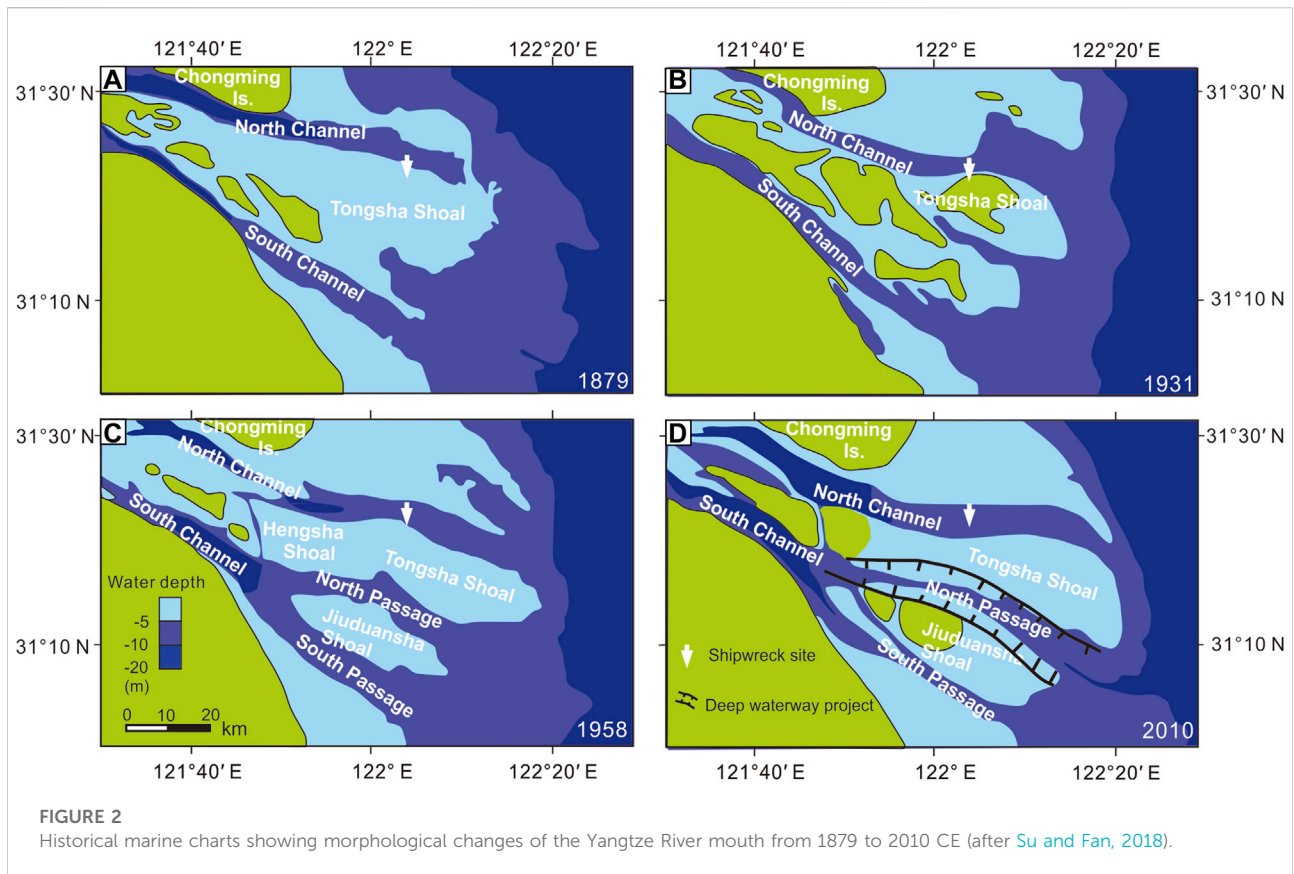 121°40′ E
122° E
122°20′ E
121°40′ E
122° E
122°20′ E
A
Chongming
Is.
31°30′ N
North Channel
Tongsha Shoal
South Channel
31°10 N
1879
B
Chongming
Is.
31°30′ N
North Channel
Tongsha Shoal
South Channel
31°10 N
1931
C
Chongming
Is.
31°30′ N
North Channel
South Channel
Hengsha
Shoal
Tongsha Shoal
North Passage
Jiuduansha
Shoal
South Passage
31°10′ N
Water depth
-5
-10
-20
(m)
0 10 20
km
1958
D
Chongming
Is.
31°30′ N
North Channel
South Channel
Tongsha Shoal
North Passage
Jiuduansha
Shoal
South Passage
31°10′ N
Shipwreck site
Deep waterway project
2010
121°40′ E
122° E
122°20′ E
121°40′ E
122° E
122°20′ E
FIGURE 2
Historical marine charts showing morphological changes of the Yangtze River mouth from 1879 to 2010 CE (after Su and Fan, 2018).